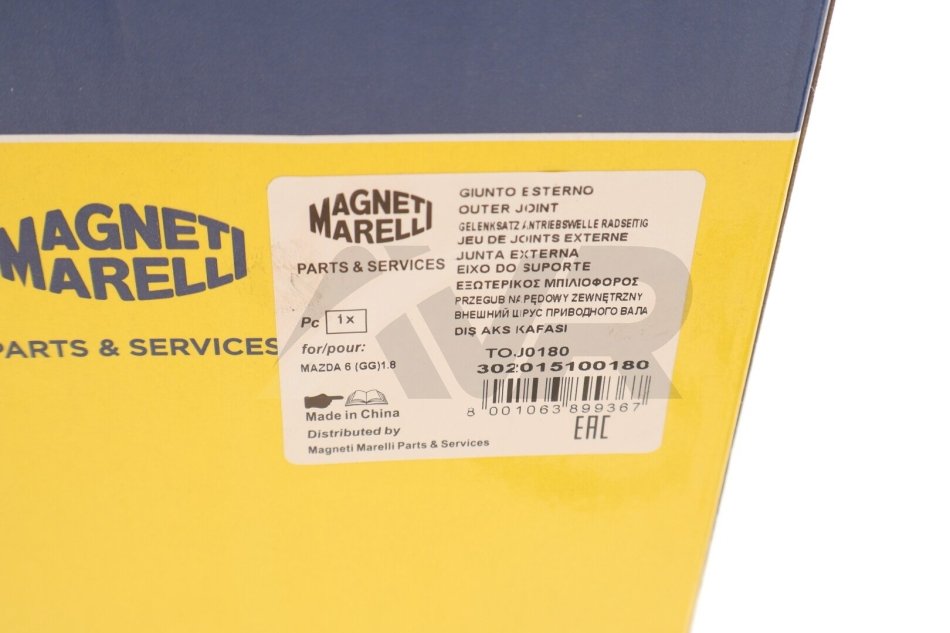 MAGNETI
MARELLI
PARTS & SERVICES
MAGNETI
MARELLI
PARTS & SERVICES
Pc 1x
for/pour:
MAZDA 6 (GG)1.8
Made in China
Distributed by
Magneti Marelli Parts & Services
GIUNTO ESTERNO
OUTER JOINT
GELENKSATZ ANTRIEBSWELLE RADSEITIG
JEU DE JOINTS EXTERNE
JUNTA EXTERNA
EIXO DO SUPORTE
ΕΞΩΤΕΡΙΚΟΣ ΜΠΙΛΙΟΦΟΡΟΣ
PRZEGUB NAPĘDOWY ZEWNĘTRZNY
ВНЕШНИЙ ШРУС ПРИВОДНОГО ВАЛА
DIŞ AKS KAFASI
TOJ0180
302015100180
8 001063 899367
EAC
AVR